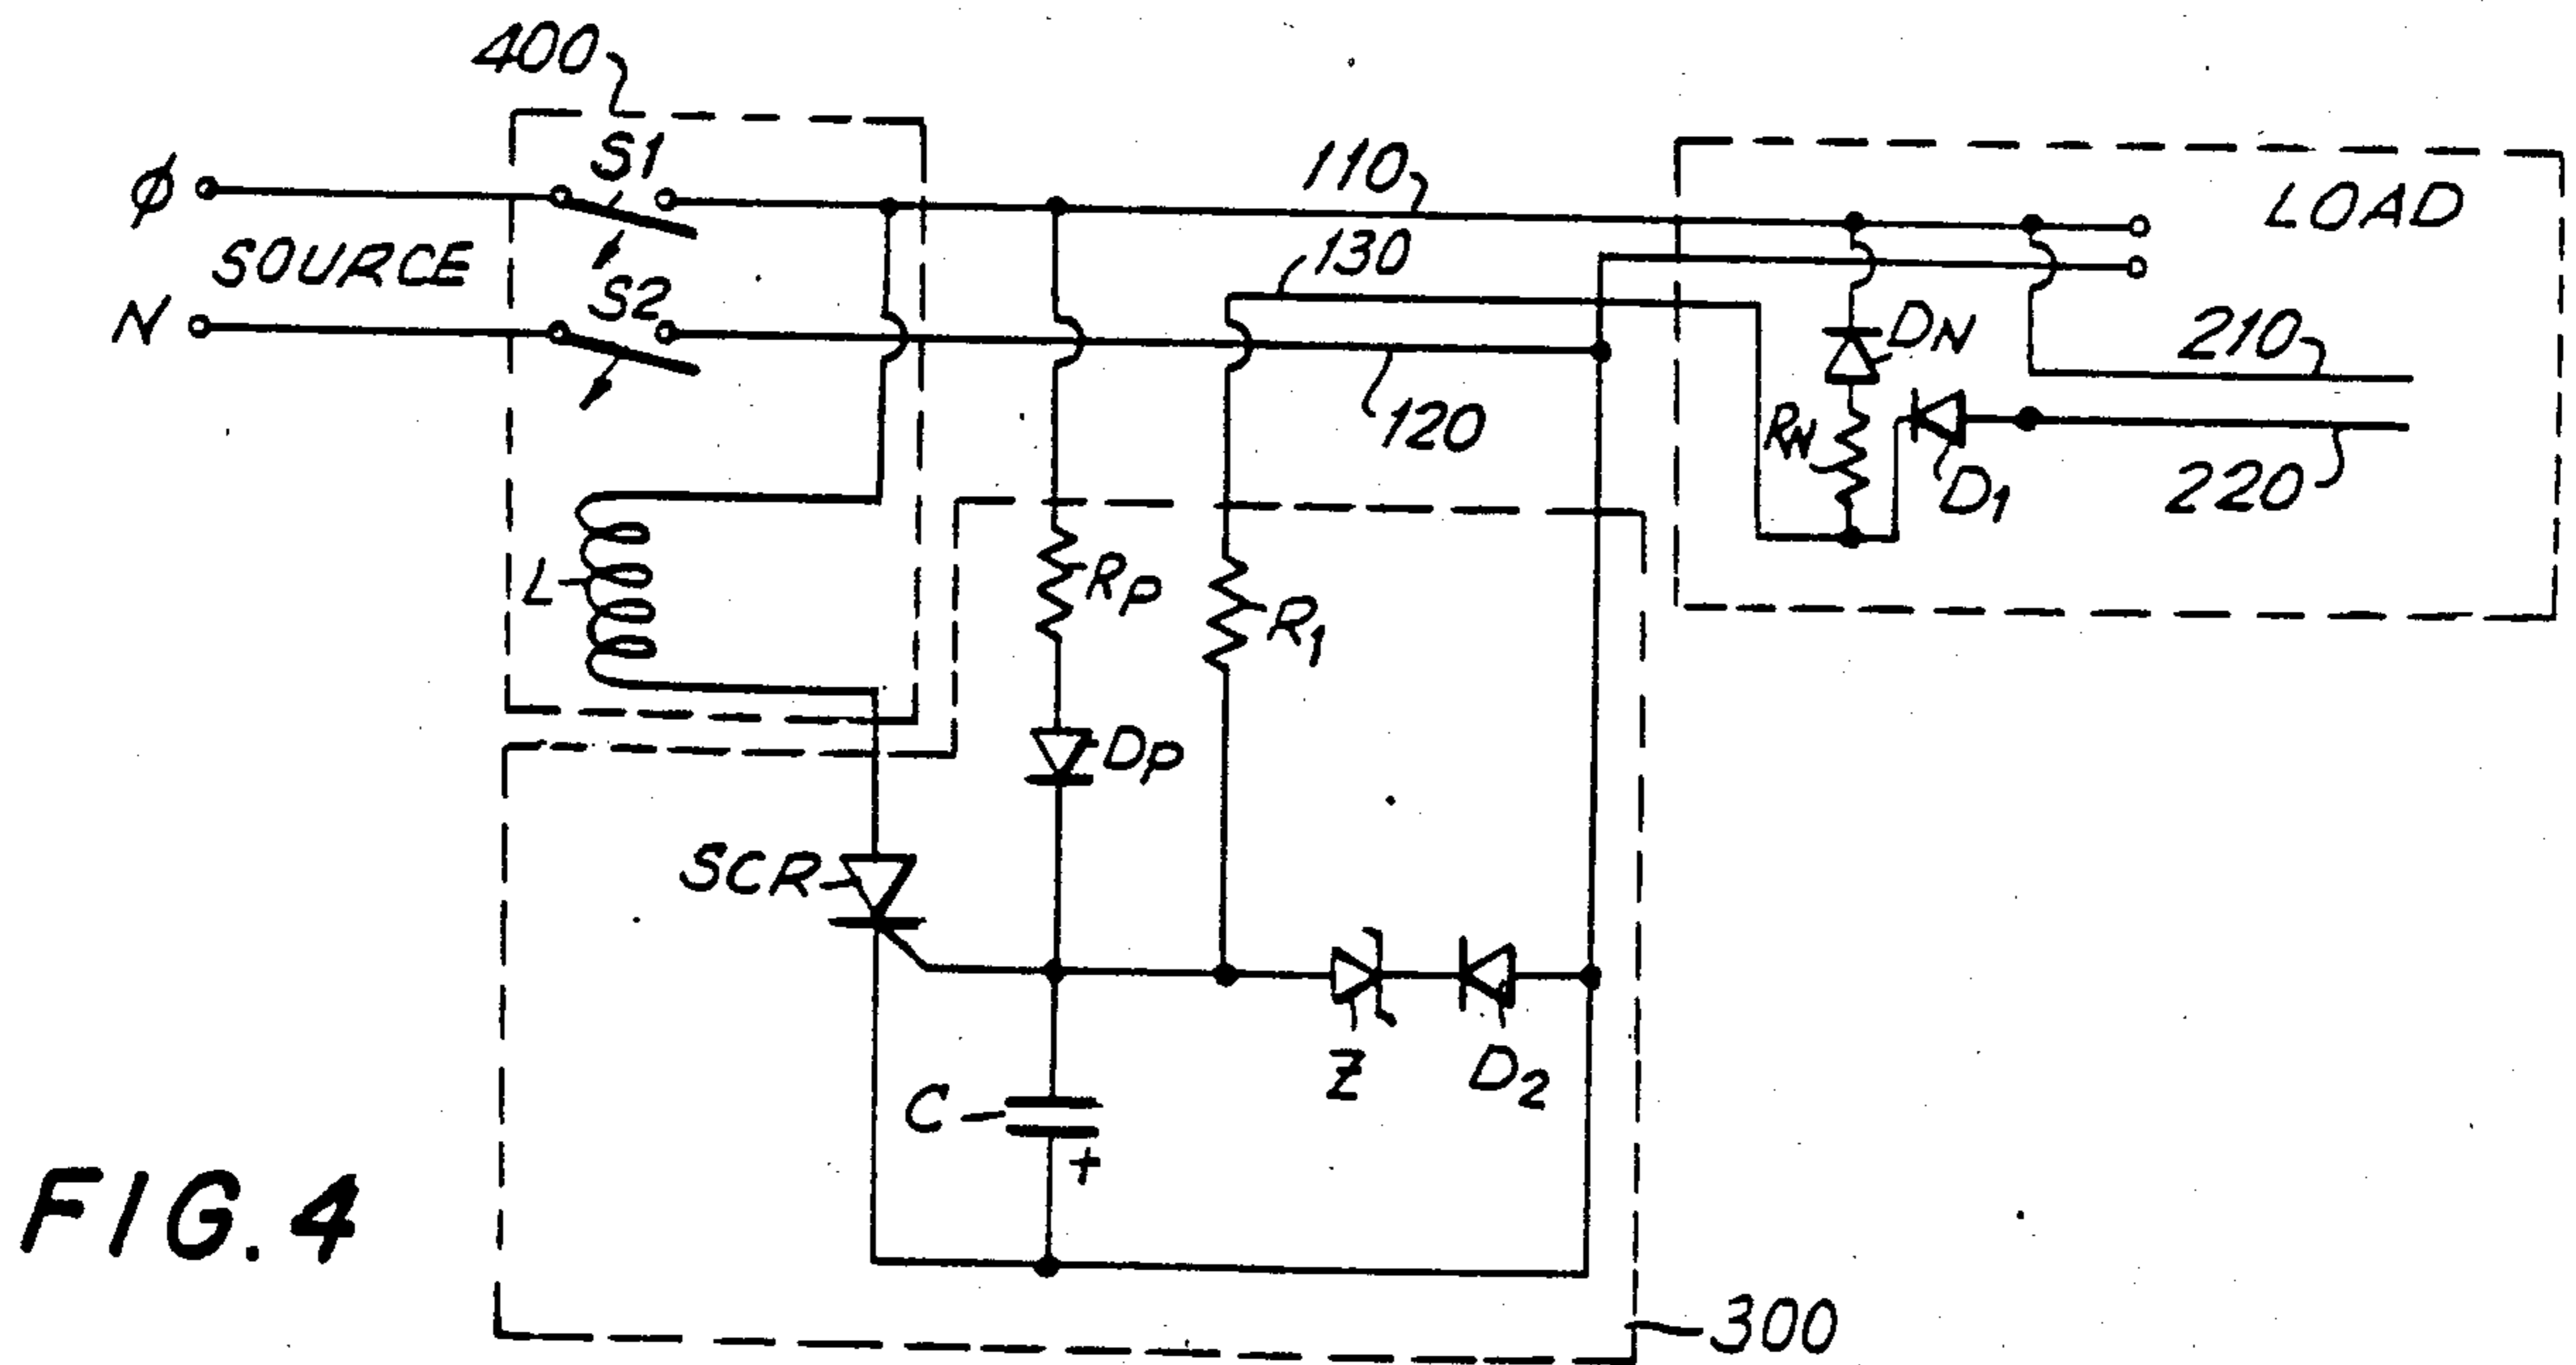 400
S1
φ
SOURCE
N
S2
110
130
LOAD
120
DN
RN
D1
210
220
L
RP
R1
DP
SCR
Z
D2
C
+
300
FIG. 4